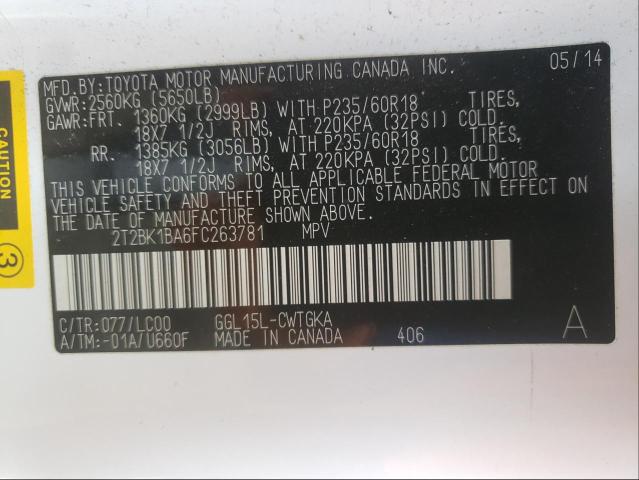 MFD.BY:TOYOTA MOTOR MANUFACTURING CANADA INC. 05/14
GVWR:2560KG (5650LB)
GAWR:FRT. 1360KG (2999LB) WITH P235/60R18 TIRES,
18X7 1/2J RIMS, AT 220KPA (32PSI) COLD.
RR. 1385KG (3056LB) WITH P235/60R18 TIRES,
18X7 1/2J RIMS, AT 220KPA (32PSI) COLD.
THIS VEHICLE CONFORMS TO ALL APPLICABLE FEDERAL MOTOR
VEHICLE SAFETY AND THEFT PREVENTION STANDARDS IN EFFECT ON
THE DATE OF MANUFACTURE SHOWN ABOVE.
2T2BK1BA6FC263781 MPV
C/TR:077/LC00 GGL15L-CWTGKA A
A/TM:-01A/U660F MADE IN CANADA 406
CAUTION
3